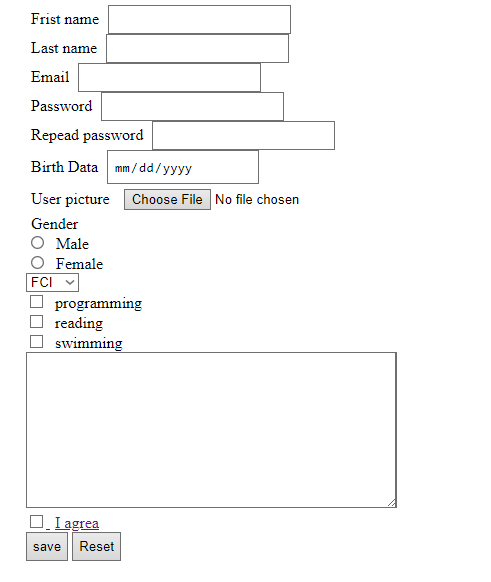 Frist name
Last name
Email
Password
Repead password
Birth Data mm/dd/yyyy
User picture Choose File No file chosen
Gender
Male
Female
FCI
programming
reading
swimming
I agrea
save Reset